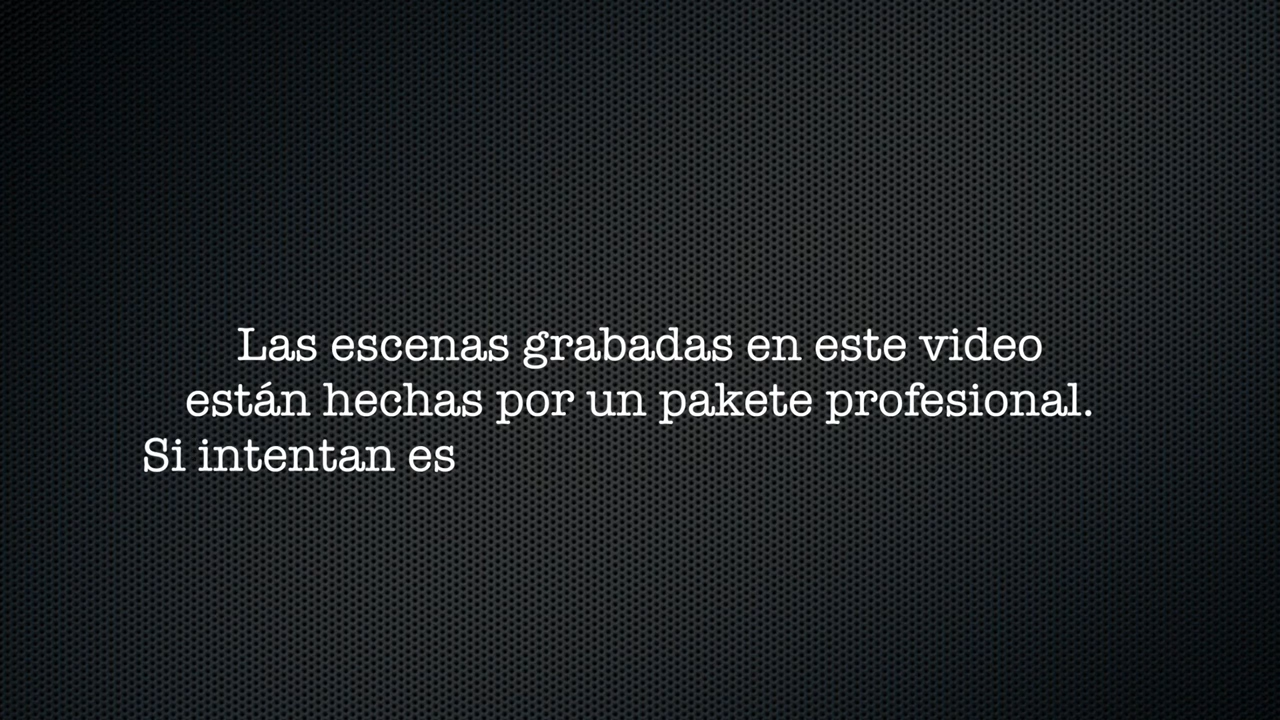 Las escenas grabadas en este video
están hechas por un pakete profesional.
Si intentan es